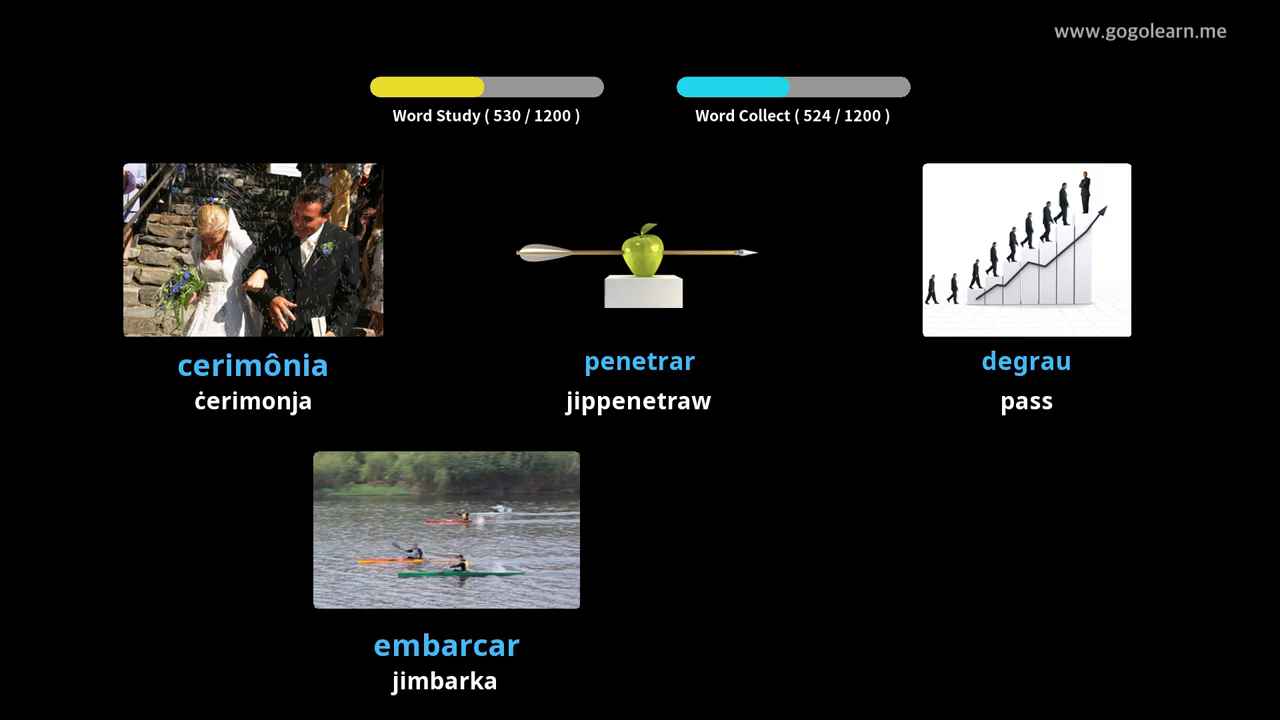 www.gogolearn.me
Word Study ( 530 / 1200 )
Word Collect ( 524 / 1200 )
cerimônia
ċerimonja
penetrar
jippenetraw
degrau
pass
embarcar
jimbarka